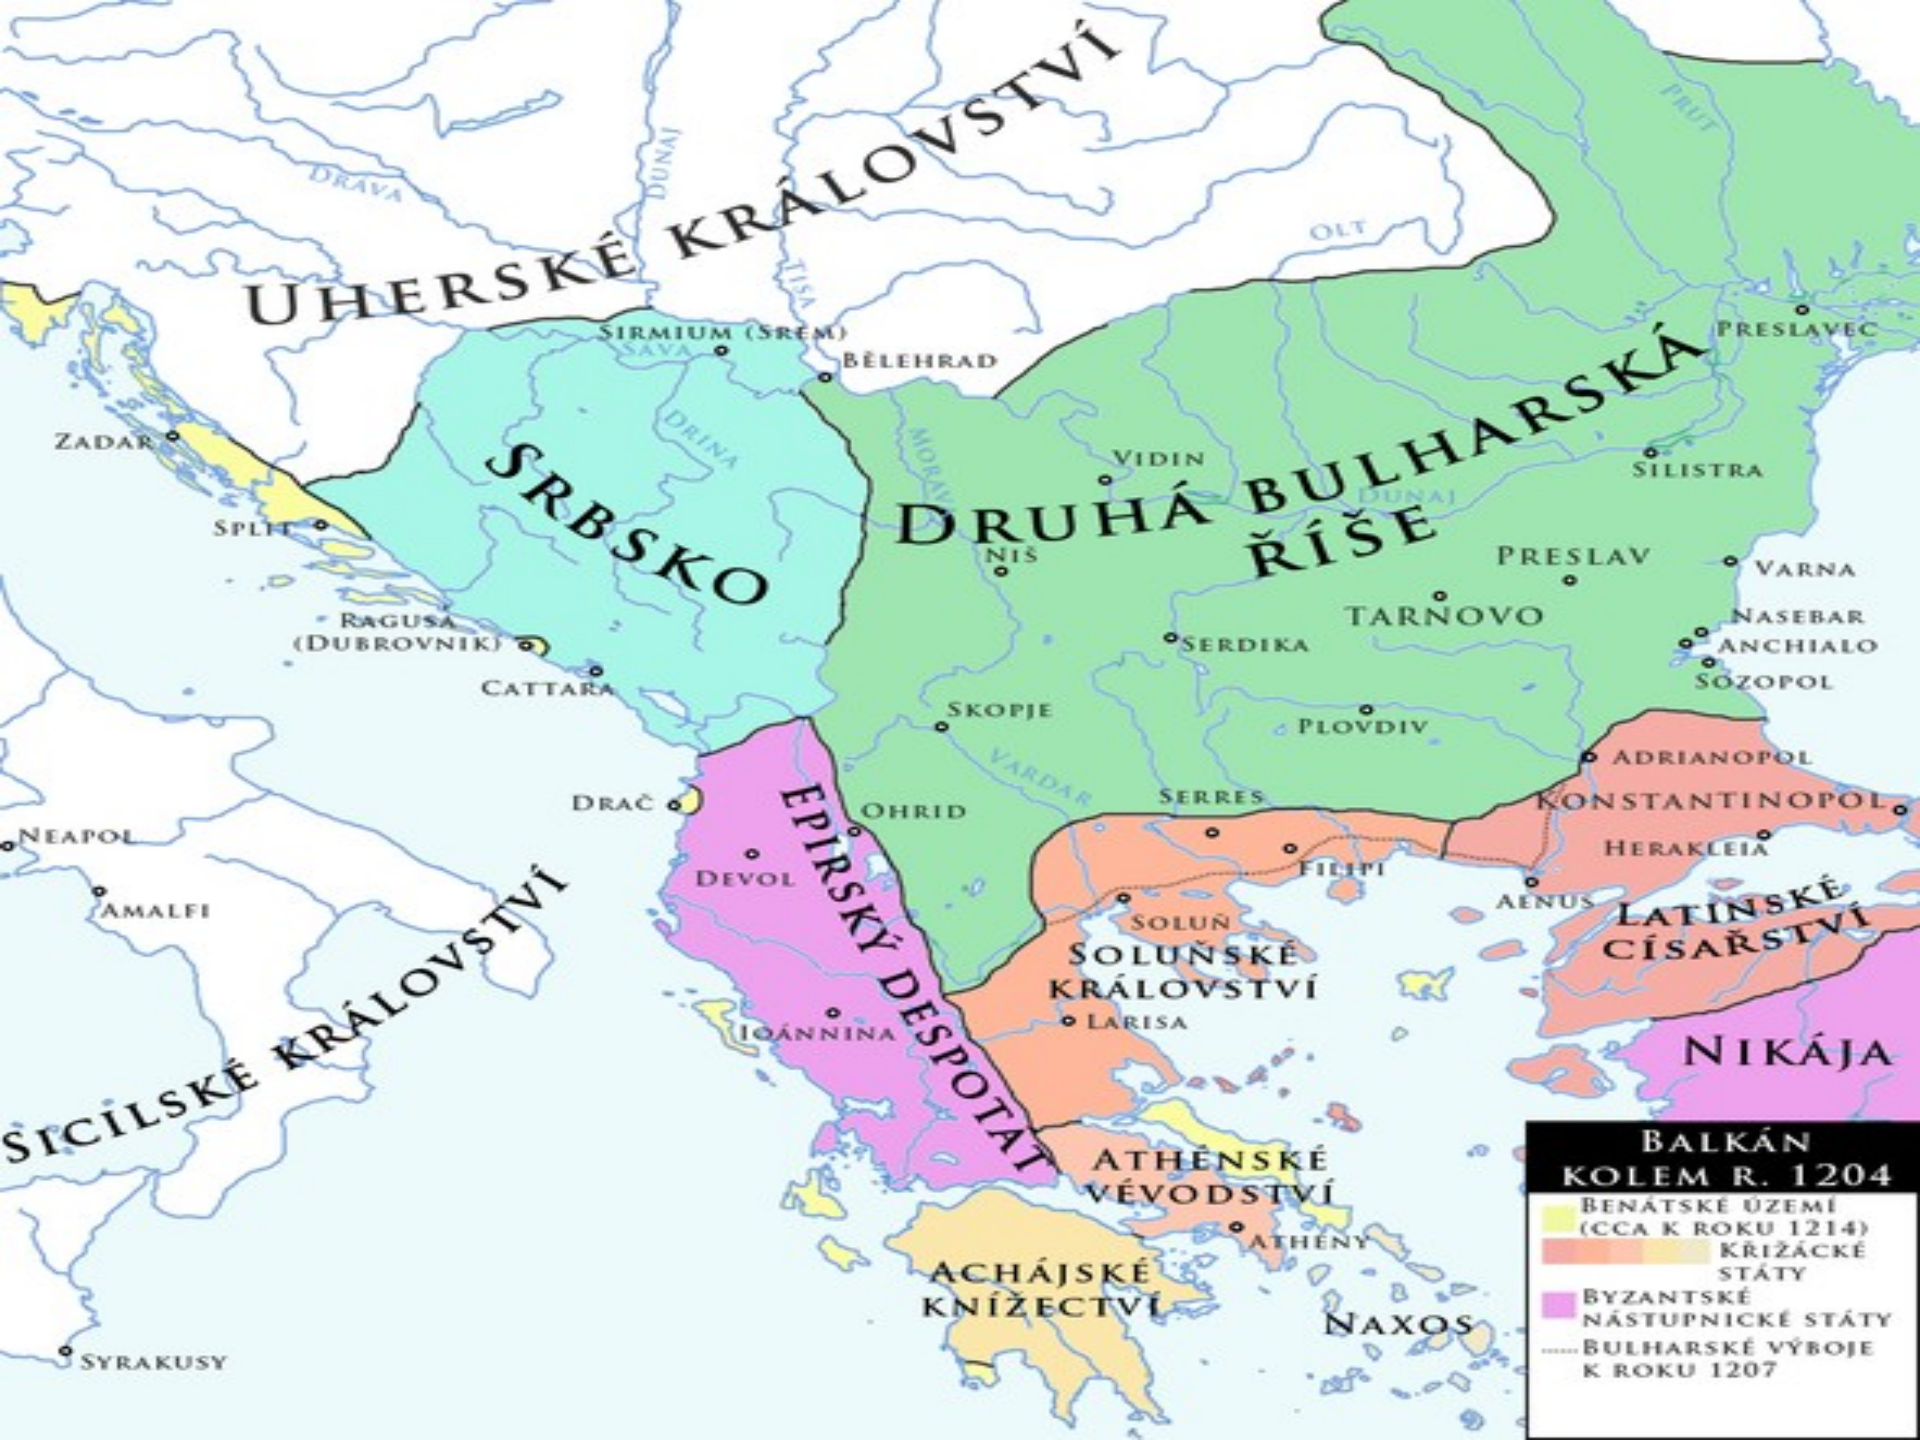 UHERSKÉ KRÁLOVSTVÍ
PRUT
DRÁVA
DUNAJ
OLT
TISA
SIRMIUM (SREM)
SÁVA
BĚLEHRAD
PRESLAVEC
ZADAR
DRINA
MORAVA
VIDIN
SILISTRA
SRBSKO
DRUHÁ BULHARSKÁ
ŘÍŠE
DUNAJ
SPLIT
NIŠ
PRESLAV
VARNA
TARNOVO
NASEBAR
RAGUSA
(DUBROVNIK)
SERDIKA
ANCHIALO
CATTARA
SOZOPOL
SKOPJE
PLOVDIV
VARDAR
ADRIANOPOL
DRAČ
OHRID
SERRES
KONSTANTINOPOL
NEAPOL
HERAKLEIA
DEVOL
FILIPI
AMALFI
AENUS
SOLUŇ
LATINSKÉ
CÍSAŘSTVÍ
EPIRSKÝ DESPOTAT
SOLUŇSKÉ
KRÁLOVSTVÍ
SICILSKÉ KRÁLOVSTVÍ
IOÁNNINA
LARISA
NIKÁJA
ATHÉNSKÉ
VÉVODSTVÍ
ATHÉNY
ACHÁJSKÉ
KNÍŽECTVÍ
NAXOS
SYRAKUSY
BALKÁN
KOLEM R. 1204
BENÁTSKÉ ÚZEMÍ
(CCA K ROKU 1214)
KŘIŽÁCKÉ
STÁTY
BYZANTSKÉ
NÁSTUPNICKÉ STÁTY
BULHARSKÉ VÝBOJE
K ROKU 1207